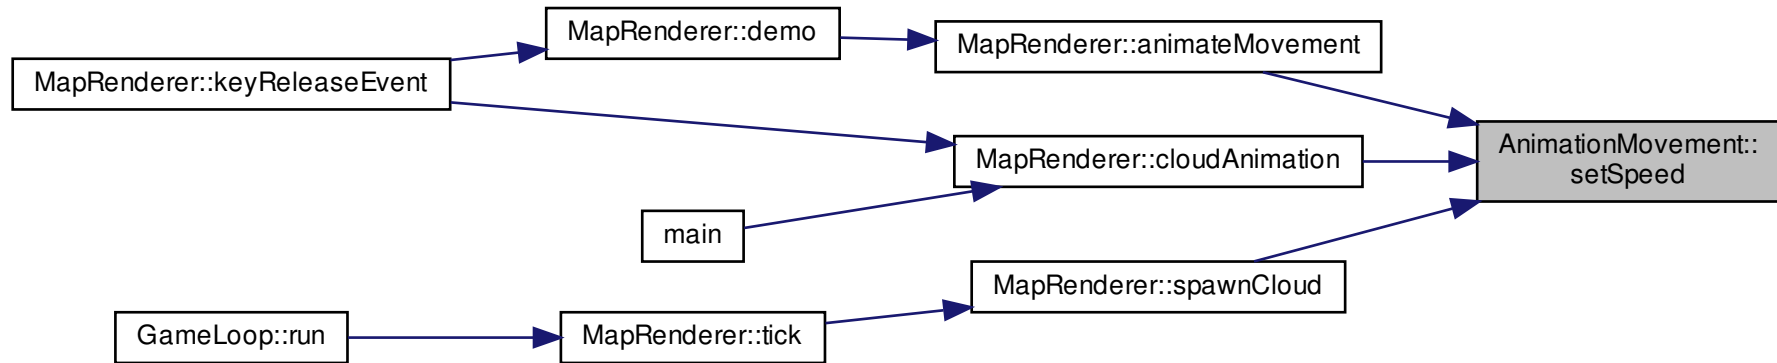 MapRenderer::demo
MapRenderer::animateMovement
MapRenderer::keyReleaseEvent
AnimationMovement::
setSpeed
MapRenderer::cloudAnimation
main
MapRenderer::spawnCloud
GameLoop::run
MapRenderer::tick